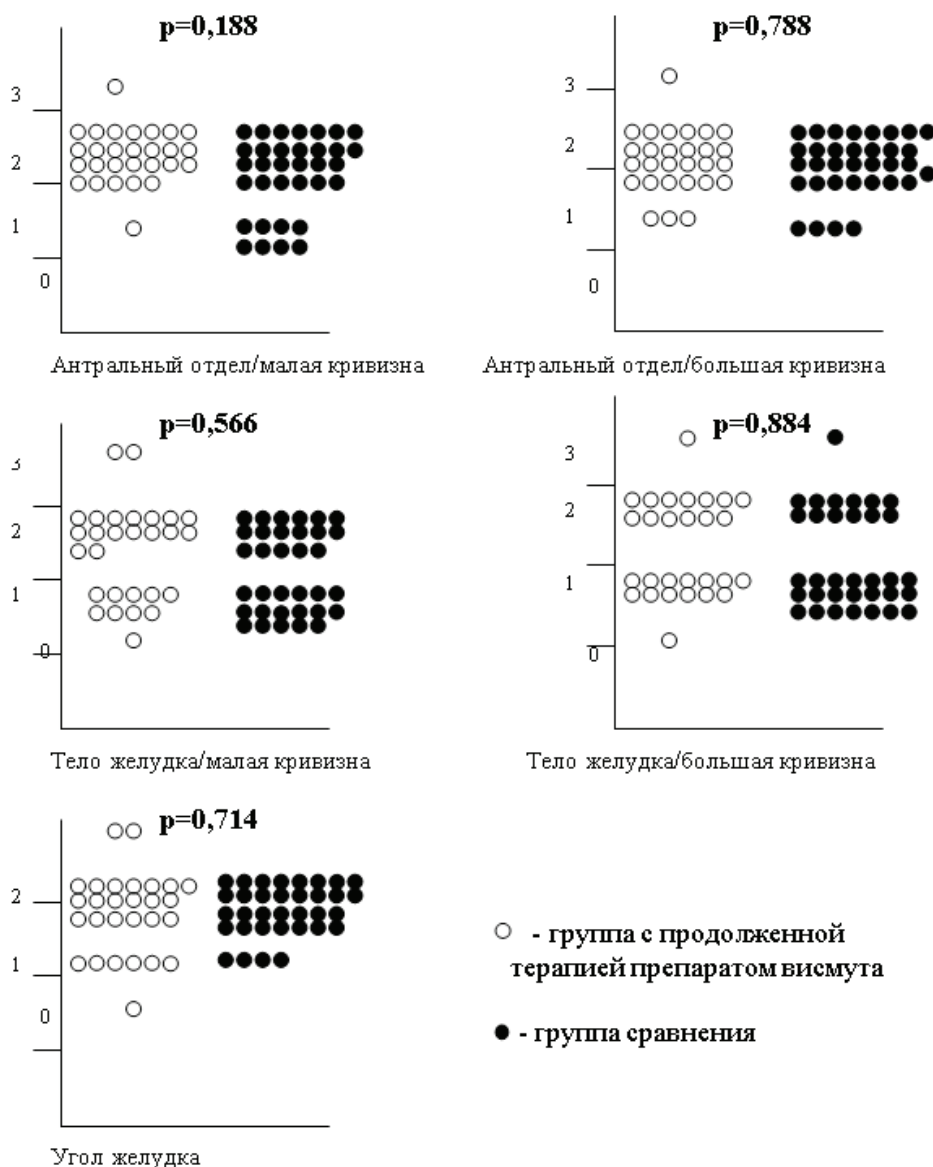 p=0,188
3
2
1
0
Антральный отдел/малая кривизна
p=0,788
3
2
1
0
Антральный отдел/большая кривизна
p=0,566
3
2
1
0
Тело желудка/малая кривизна
p=0,884
3
2
1
0
Тело желудка/большая кривизна
p=0,714
2
1
0
Угол желудка
- группа с продолженной
терапией препаратом висмута
- группа сравнения